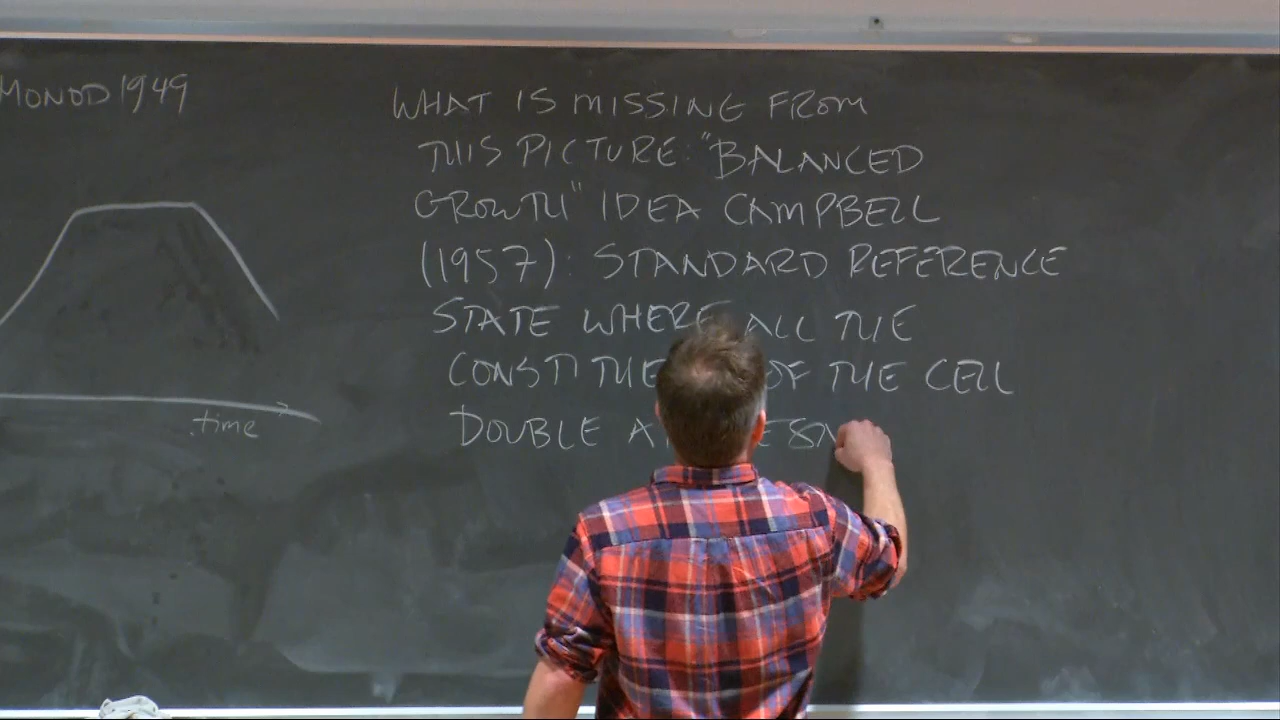 MONOD 1949
WHAT IS MISSING FROM
THIS PICTURE: "BALANCED
GROWTH" IDEA CAMPBELL
(1957): STANDARD REFERENCE
STATE WHERE ALL THE
OF THE CELL
DOUBLE
time